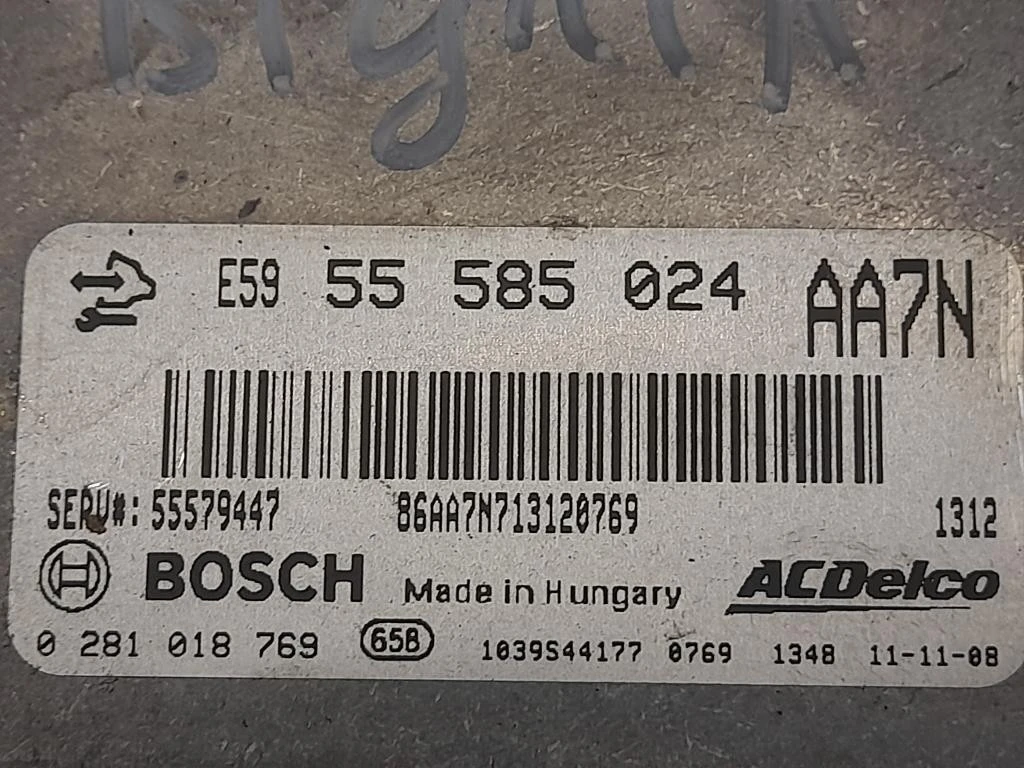 E59 55 585 024 AA7N
SERV#: 55579447 86AA7N713120769 1312
BOSCH Made in Hungary ACDelco
0 281 018 769 65B 1039S44177 0769 1348 11-11-08